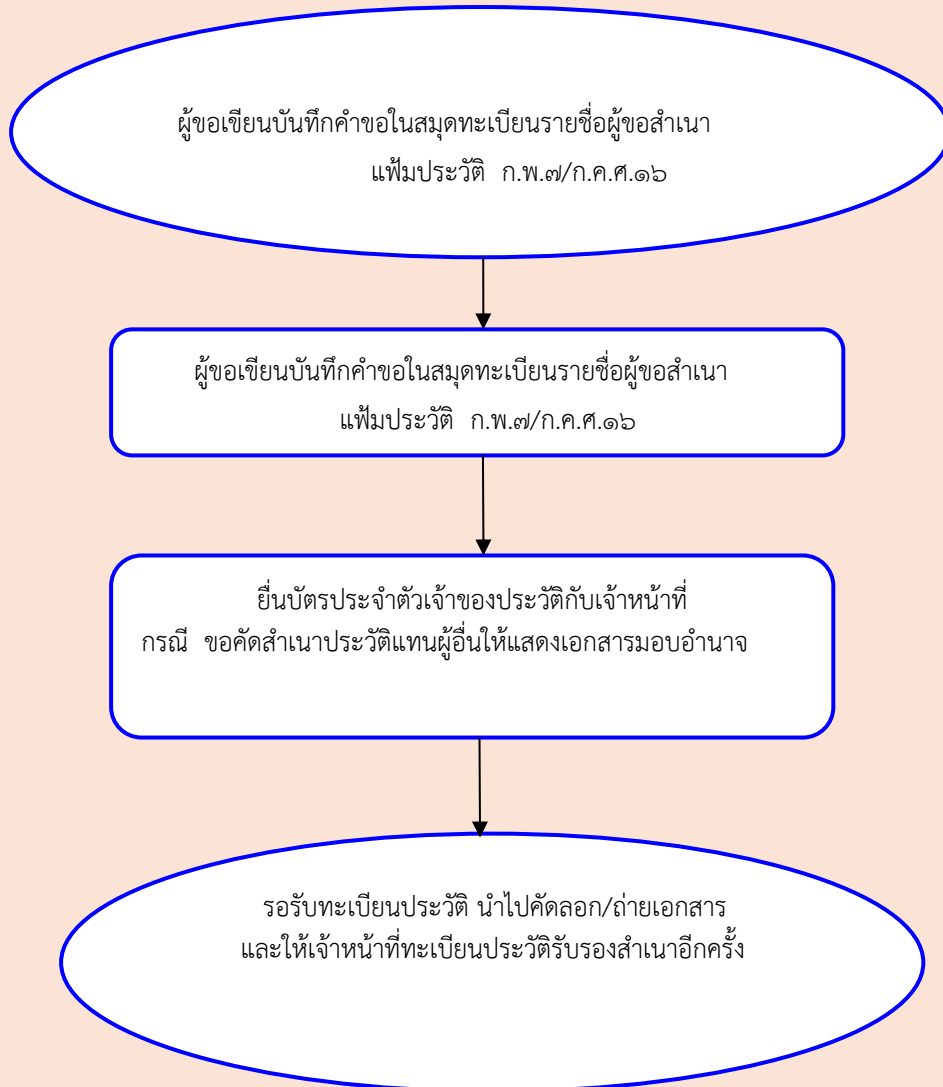 ผู้ขอเขียนบันทึกคำขอในสมุดทะเบียนรายชื่อผู้ขอสำเนา
แฟ้มประวัติ ก.พ.๗/ก.ค.ศ.๑๖
ผู้ขอเขียนบันทึกคำขอในสมุดทะเบียนรายชื่อผู้ขอสำเนา
แฟ้มประวัติ ก.พ.๗/ก.ค.ศ.๑๖
ยื่นบัตรประจำตัวเจ้าของประวัติกับเจ้าหน้าที่
กรณี ขอคัดสำเนาประวัติแทนผู้อื่นให้แสดงเอกสารมอบอำนาจ
รอรับทะเบียนประวัติ นำไปคัดลอก/ถ่ายเอกสาร
และให้เจ้าหน้าที่ทะเบียนประวัติรับรองสำเนาอีกครั้ง